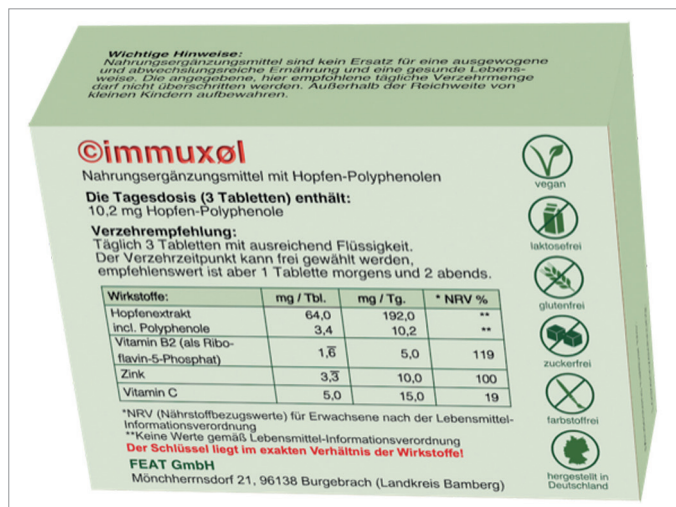 Wichtige Hinweise:
Nahrungsergänzungsmittel sind kein Ersatz für eine ausgewogene
und abwechslungsreiche Ernährung und eine gesunde Lebens-
weise. Die angegebene, hier empfohlene tägliche Verzehrmenge
darf nicht überschritten werden. Außerhalb der Reichweite von
kleinen Kindern aufbewahren.
©immuxøl
Nahrungsergänzungsmittel mit Hopfen-Polyphenolen
Die Tagesdosis (3 Tabletten) enthält:
10,2 mg Hopfen-Polyphenole
Verzehrempfehlung:
Täglich 3 Tabletten mit ausreichend Flüssigkeit.
Der Verzehrzeitpunkt kann frei gewählt werden,
empfehlenswert ist aber 1 Tablette morgens und 2 abends.
Wirkstoffe: mg / Tbl. mg / Tg. * NRV %
Hopfenextrakt 64,0 192,0 **
incl. Polyphenole 3,4 10,2 **
Vitamin B2 (als Ribo-
flavin-5-Phosphat) 1,6̅ 5,0 119
Zink 3,3̅ 10,0 100
Vitamin C 5,0 15,0 19
*NRV (Nährstoffbezugswerte) für Erwachsene nach der Lebensmittel-
Informationsverordnung
**Keine Werte gemäß Lebensmittel-Informationsverordnung
Der Schlüssel liegt im exakten Verhältnis der Wirkstoffe!
FEAT GmbH
Mönchherrnsdorf 21, 96138 Burgebrach (Landkreis Bamberg)
vegan
laktosefrei
glutenfrei
zuckerfrei
farbstoffrei
hergestellt in
Deutschland